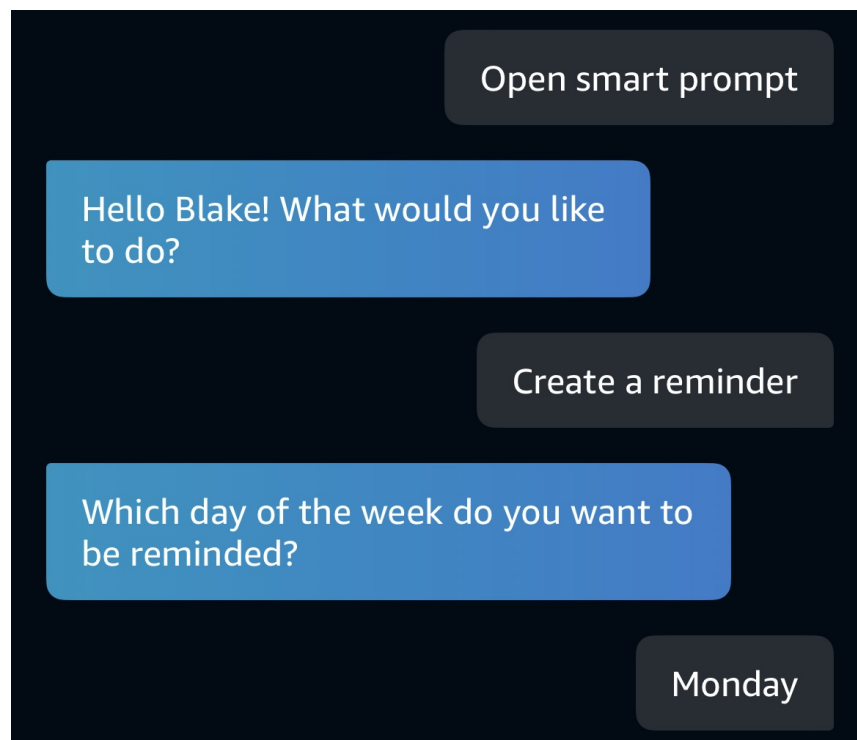 Open smart prompt
Hello Blake! What would you like
to do?
Create a reminder
Which day of the week do you want to
be reminded?
Monday